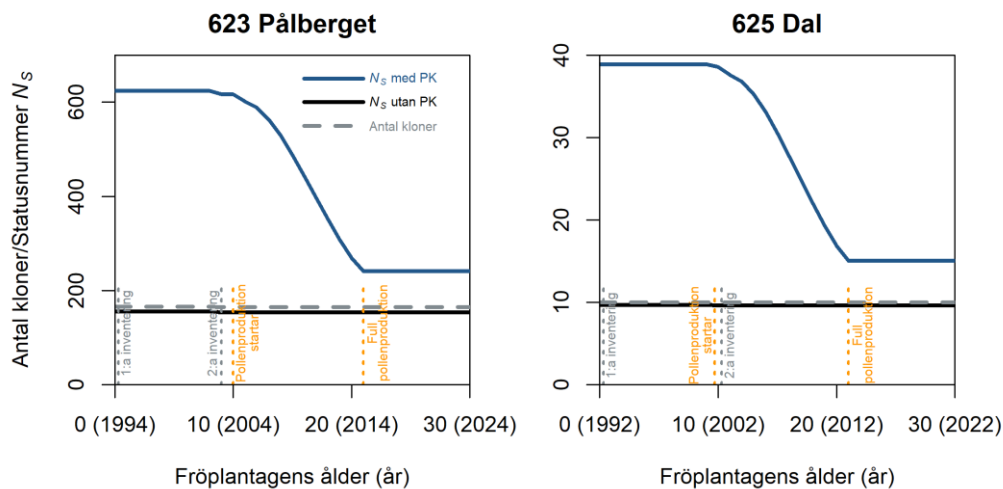 623 Pålberget
625 Dal
Antal kloner/Statusnummer NS
600
400
200
0
NS med PK
NS utan PK
Antal kloner
1:a inventering
2:a inventering
Pollenproduktion
startar
Full
pollenproduktion
0 (1994)
10 (2004)
20 (2014)
30 (2024)
Fröplantagens ålder (år)
40
30
20
10
0
1:a inventering
Pollenproduktion
startar
2:a inventering
Full
pollenproduktion
0 (1992)
10 (2002)
20 (2012)
30 (2022)
Fröplantagens ålder (år)